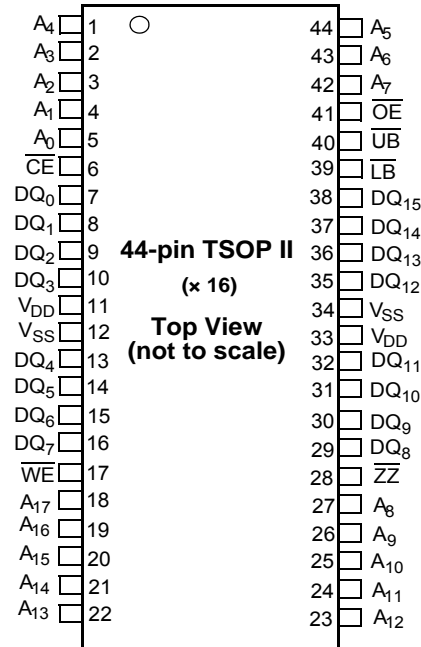 A4 1 44 A5
A3 2 43 A6
A2 3 42 A7
A1 4 41 OE
A0 5 40 UB
CE 6 39 LB
DQ0 7 38 DQ15
DQ1 8 37 DQ14
DQ2 9 36 DQ13
DQ3 10 35 DQ12
VDD 11 34 VSS
VSS 12 33 VDD
DQ4 13 32 DQ11
DQ5 14 31 DQ10
DQ6 15 30 DQ9
DQ7 16 29 DQ8
WE 17 28 ZZ
A17 18 27 A8
A16 19 26 A9
A15 20 25 A10
A14 21 24 A11
A13 22 23 A12
44-pin TSOP II
(× 16)
Top View
(not to scale)